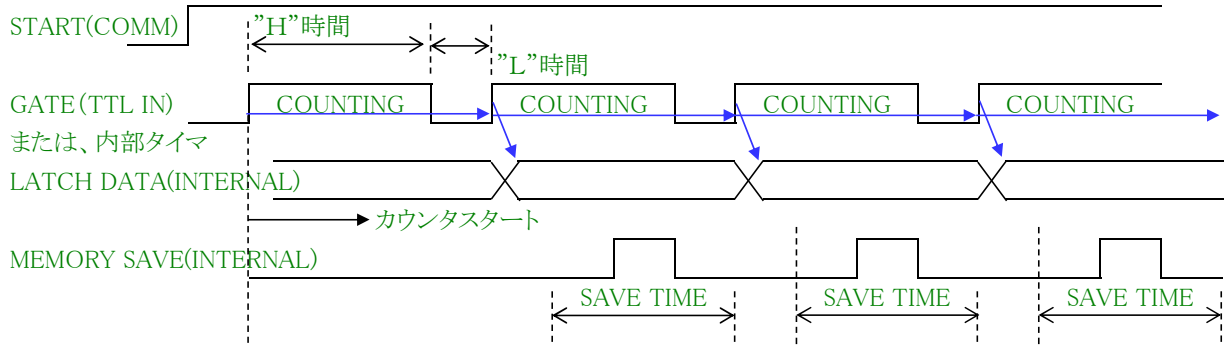 START(COMM)
"H"時間
"L"時間
GATE(TTL IN)
または、内部タイマ
COUNTING
COUNTING
COUNTING
COUNTING
LATCH DATA(INTERNAL)
カウンタスタート
MEMORY SAVE(INTERNAL)
SAVE TIME
SAVE TIME
SAVE TIME